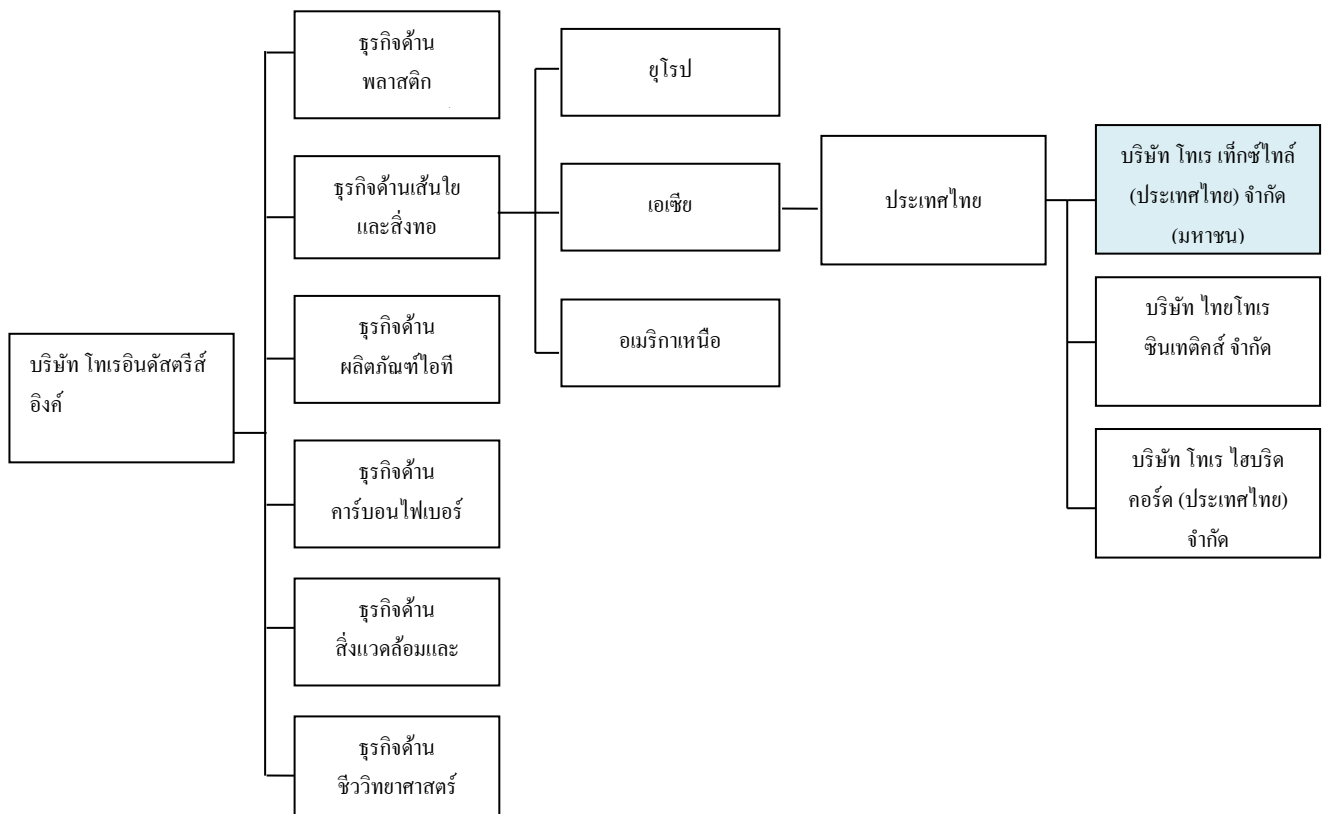 บริษัท โทเรอินดัสตรีส์
อิงค์
ธุรกิจด้าน
พลาสติก
ธุรกิจด้านเส้นใย
และสิ่งทอ
ธุรกิจด้าน
ผลิตภัณฑ์ไอที
ธุรกิจด้าน
คาร์บอนไฟเบอร์
ธุรกิจด้าน
สิ่งแวดล้อมและ
ธุรกิจด้าน
ชีววิทยาศาสตร์
ยุโรป
เอเซีย
อเมริกาเหนือ
ประเทศไทย
บริษัท โทเร เท็กซ์ไทล์
(ประเทศไทย) จำกัด
(มหาชน)
บริษัท ไทยโทเร
ซินเทติคส์ จำกัด
บริษัท โทเร ไฮบริด
คอร์ด (ประเทศไทย)
จำกัด